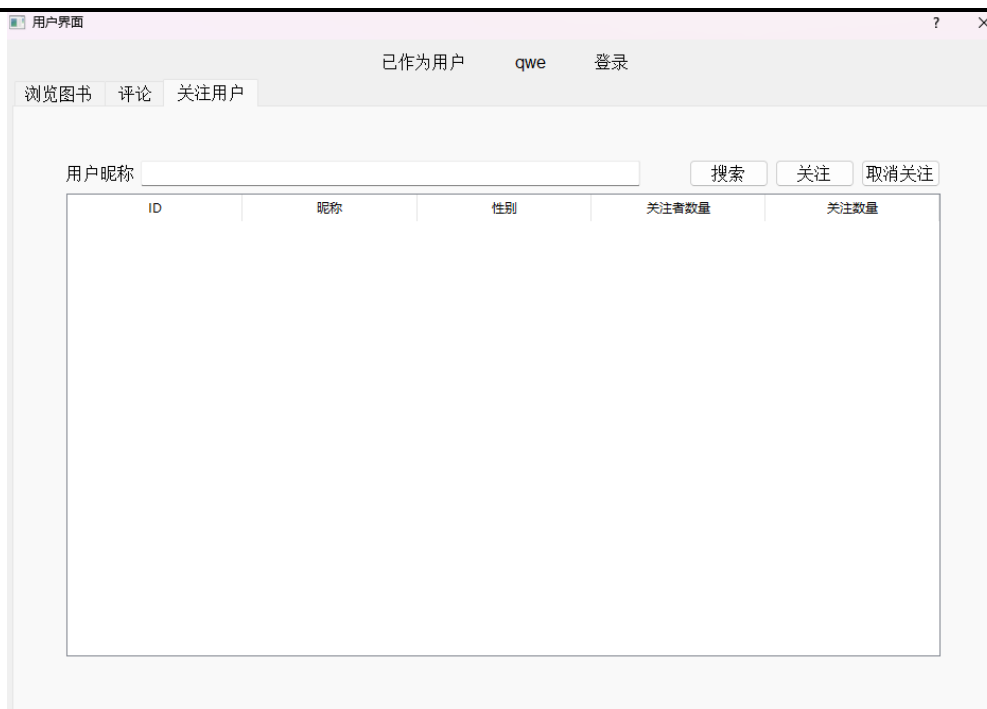 用户界面 ? ×
已作为用户 qwe 登录
浏览图书 评论 关注用户
用户昵称 搜索 关注 取消关注
ID 昵称 性别 关注者数量 关注数量